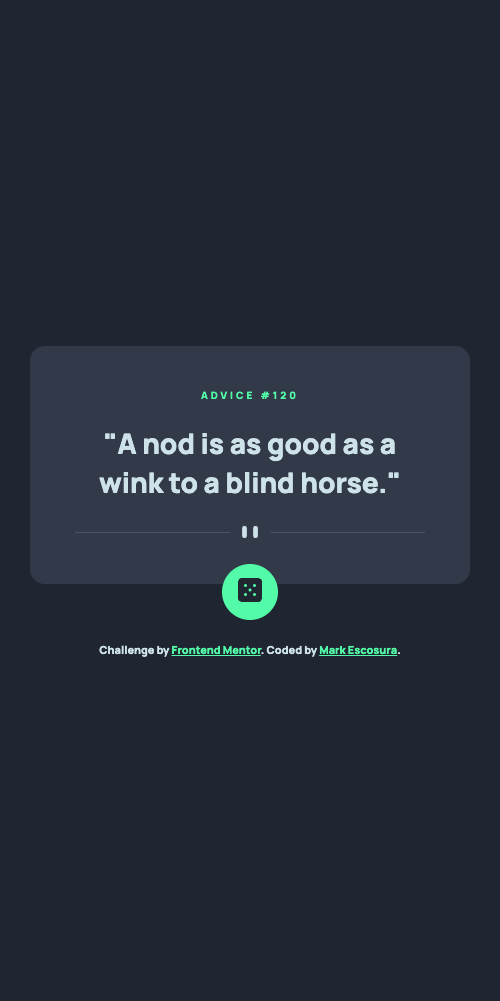 ADVICE #120
"A nod is as good as a
wink to a blind horse."
Challenge by Frontend Mentor. Coded by Mark Escosura.